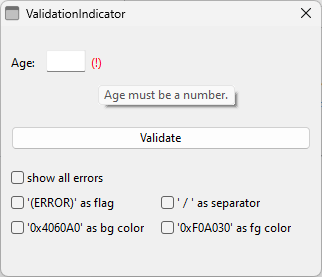 ValidationIndicator
Age: (!)
Age must be a number.
Validate
show all errors
'(ERROR)' as flag ' / ' as separator
'0x4060A0' as bg color '0xF0A030' as fg color